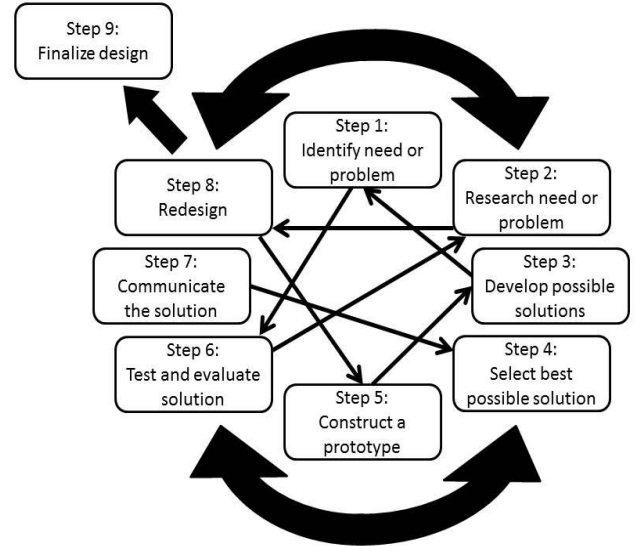 Step 9:
Finalize design
Step 1:
Identify need or
problem
Step 8:
Redesign
Step 2:
Research need or
problem
Step 7:
Communicate
the solution
Step 3:
Develop possible
solutions
Step 6:
Test and evaluate
solution
Step 4:
Select best
possible solution
Step 5:
Construct a
prototype